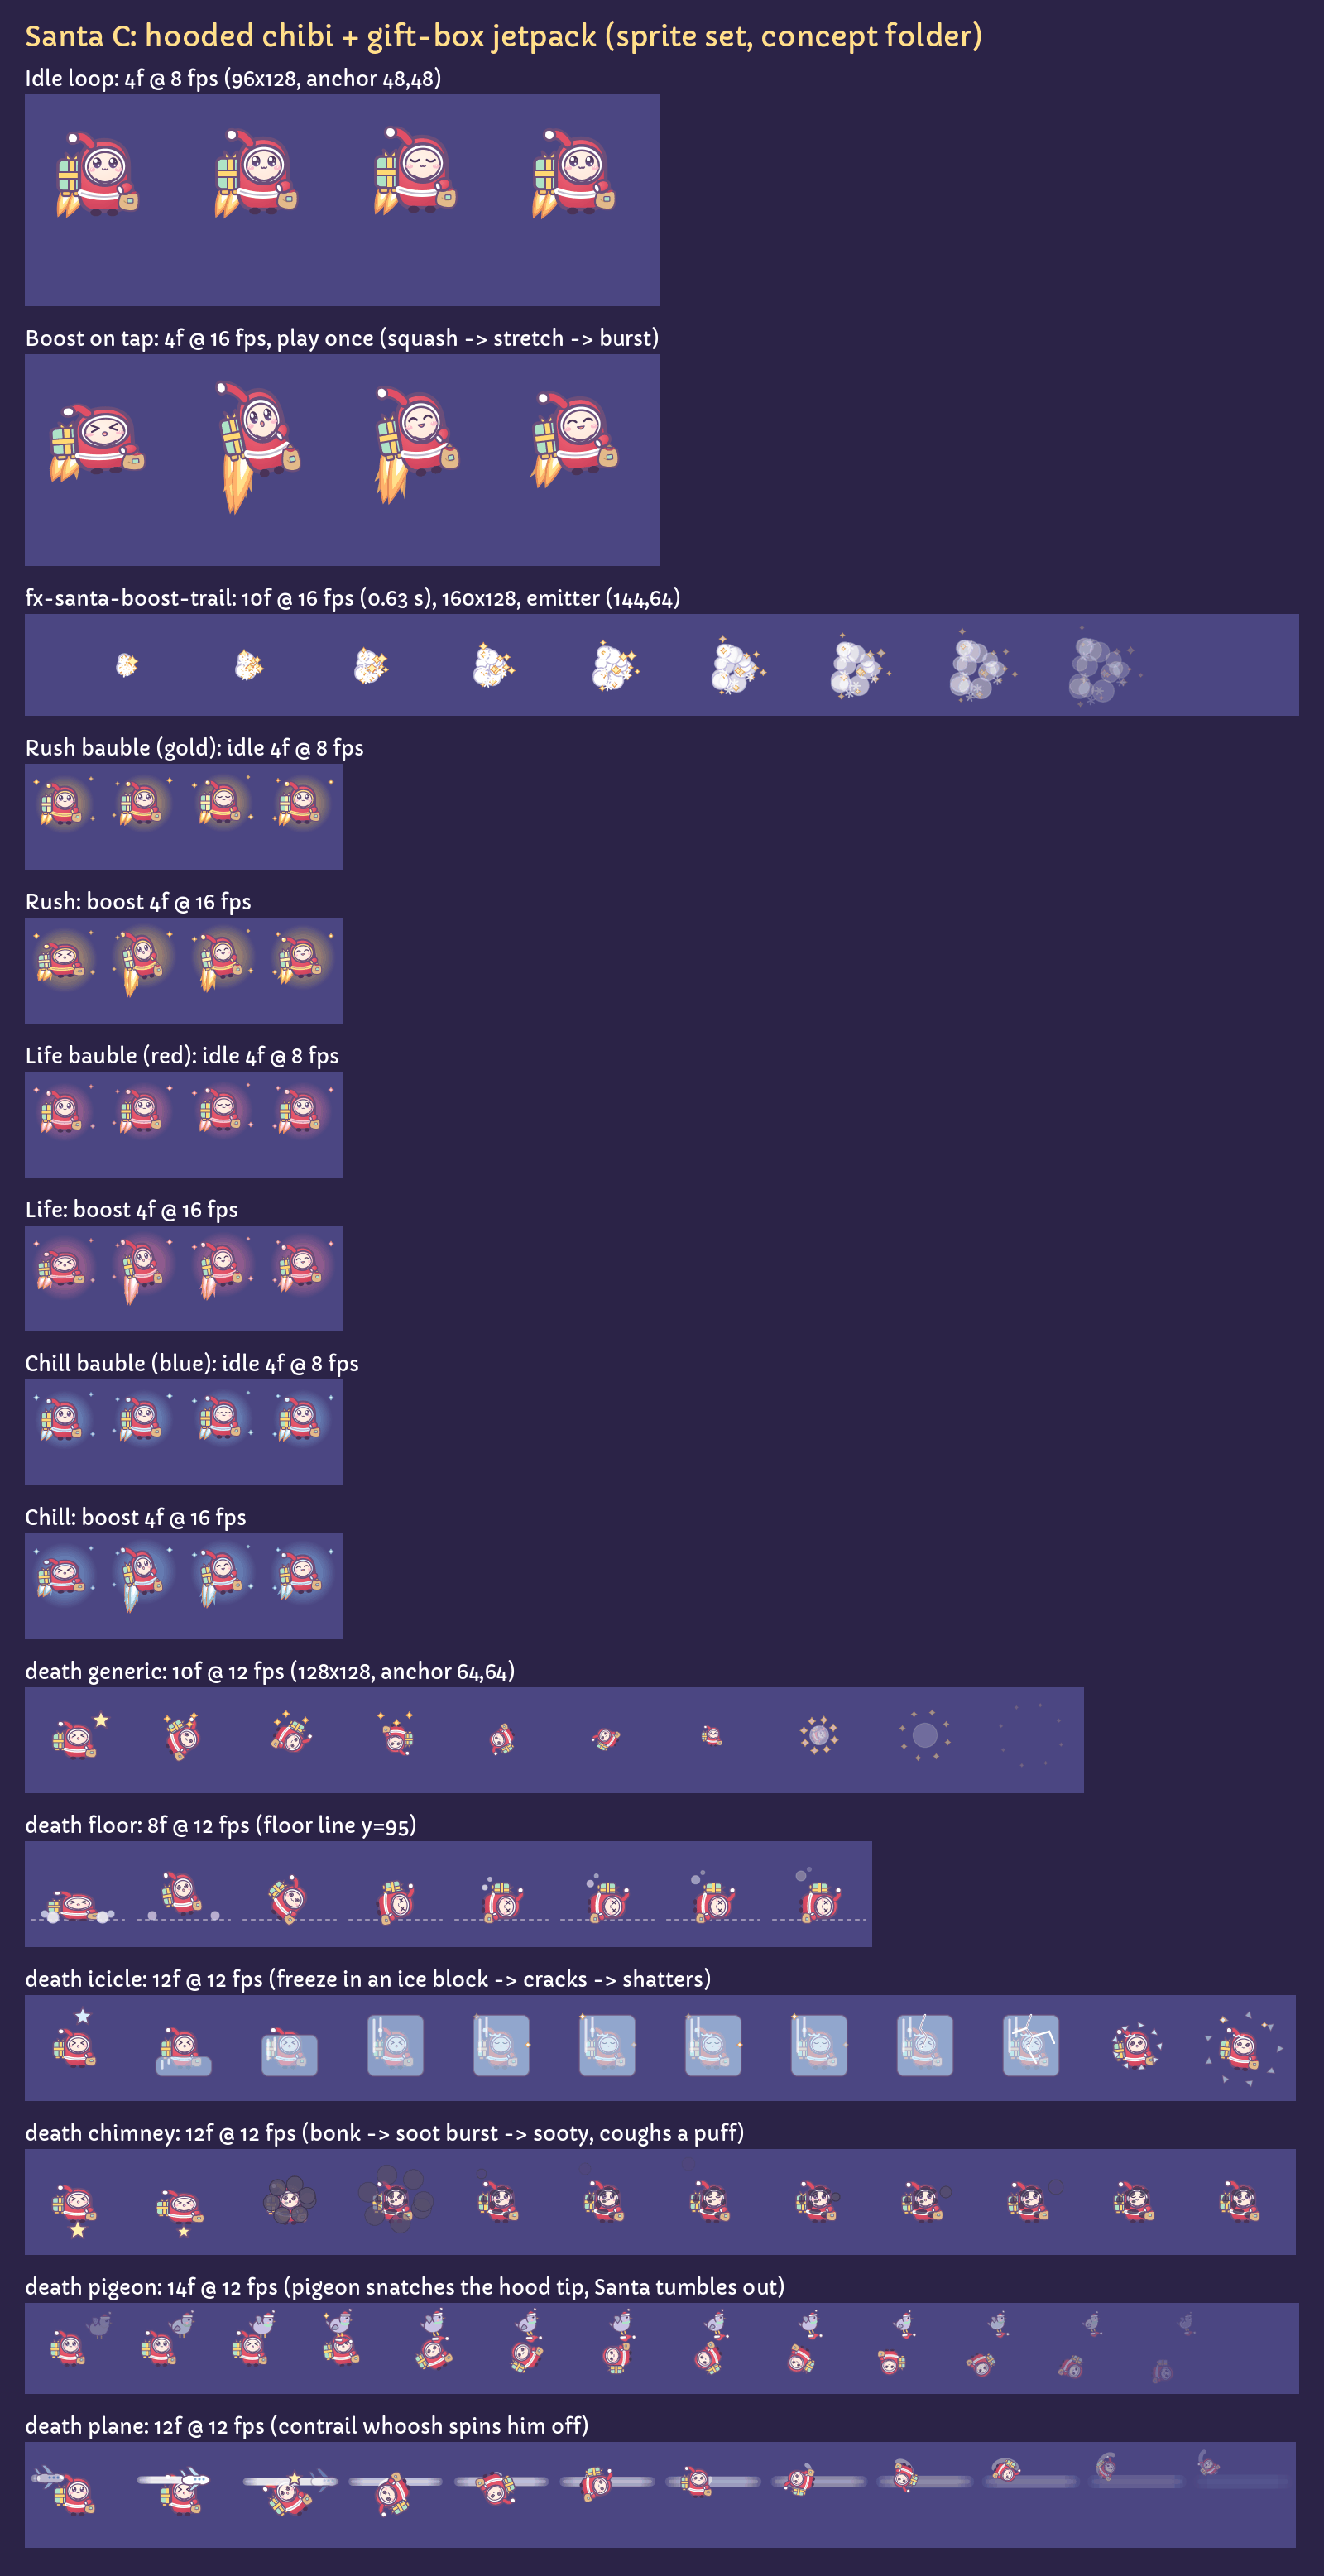 Santa C: hooded chibi + gift-box jetpack (sprite set, concept folder)
Idle loop: 4f @ 8 fps (96x128, anchor 48,48)
Boost on tap: 4f @ 16 fps, play once (squash -> stretch -> burst)
fx-santa-boost-trail: 10f @ 16 fps (0.63 s), 160x128, emitter (144,64)
Rush bauble (gold): idle 4f @ 8 fps
Rush: boost 4f @ 16 fps
Life bauble (red): idle 4f @ 8 fps
Life: boost 4f @ 16 fps
Chill bauble (blue): idle 4f @ 8 fps
Chill: boost 4f @ 16 fps
death generic: 10f @ 12 fps (128x128, anchor 64,64)
death floor: 8f @ 12 fps (floor line y=95)
death icicle: 12f @ 12 fps (freeze in an ice block -> cracks -> shatters)
death chimney: 12f @ 12 fps (bonk -> soot burst -> sooty, coughs a puff)
death pigeon: 14f @ 12 fps (pigeon snatches the hood tip, Santa tumbles out)
death plane: 12f @ 12 fps (contrail whoosh spins him off)